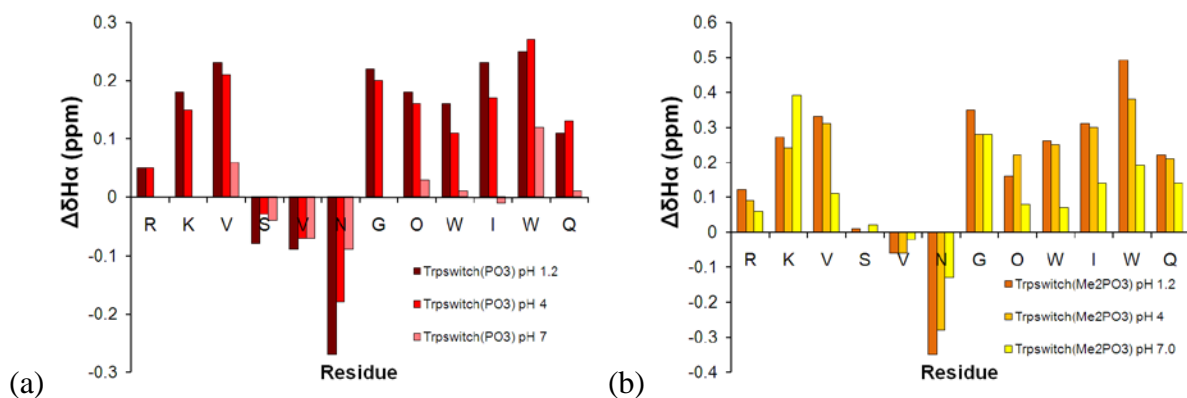 (a)
ΔδHα (ppm)
0.3
0.2
0.1
0
-0.1
-0.2
-0.3
R K V S V N G O W I W Q
Trpswitch(PO3) pH 1.2
Trpswitch(PO3) pH 4
Trpswitch(PO3) pH 7
Residue
(b)
ΔδHα (ppm)
0.6
0.5
0.4
0.3
0.2
0.1
0
-0.1
-0.2
-0.3
-0.4
R K V S V N G O W I W Q
Trpswitch(Me2PO3) pH 1.2
Trpswitch(Me2PO3) pH 4
Trpswitch(Me2PO3) pH 7.0
Residue